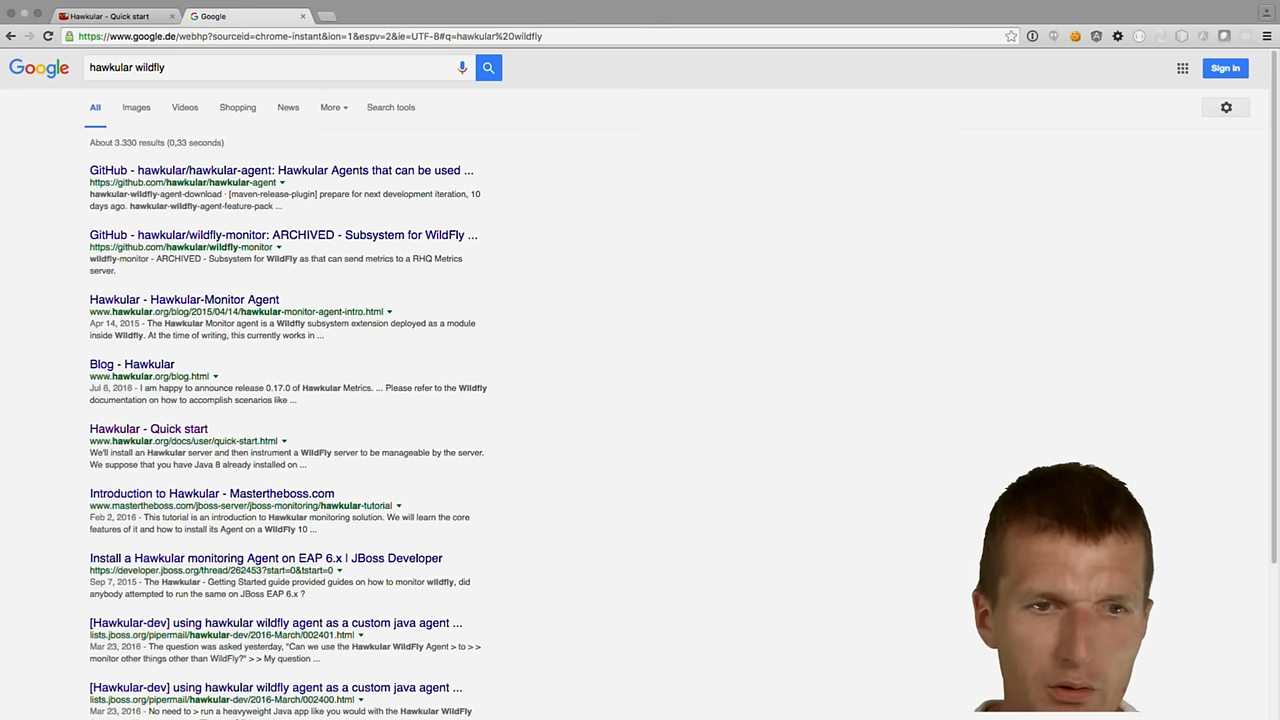 Hawkular - Quick start
Google
https://www.google.de/webhp?sourceid=chrome-instant&ion=1&espv=2&ie=UTF-8#q=hawkular%20wildfly
Google
hawkular wildfly
Sign in
All Images Videos Shopping News More Search tools
About 3.330 results (0,33 seconds)
GitHub - hawkular/hawkular-agent: Hawkular Agents that can be used ...
https://github.com/hawkular/hawkular-agent
hawkular-wildfly-agent-download · [maven-release-plugin] prepare for next development iteration, 10
days ago. hawkular-wildfly-agent-feature-pack ...
GitHub - hawkular/wildfly-monitor: ARCHIVED - Subsystem for WildFly ...
https://github.com/hawkular/wildfly-monitor
wildfly-monitor - ARCHIVED - Subsystem for WildFly as that can send metrics to a RHQ Metrics
server.
Hawkular - Hawkular-Monitor Agent
www.hawkular.org/blog/2015/04/14/hawkular-monitor-agent-intro.html
Apr 14, 2015 - The Hawkular Monitor agent is a Wildfly subsystem extension deployed as a module
inside Wildfly. At the time of writing, this currently works in ...
Blog - Hawkular
www.hawkular.org/blog.html
Jul 6, 2016 - I am happy to announce release 0.17.0 of Hawkular Metrics. ... Please refer to the Wildfly
documentation on how to accomplish scenarios like ...
Hawkular - Quick start
www.hawkular.org/docs/user/quick-start.html
We'll install an Hawkular server and then instrument a WildFly server to be manageable by the server.
We suppose that you have Java 8 already installed on ...
Introduction to Hawkular - Mastertheboss.com
www.mastertheboss.com/jboss-server/jboss-monitoring/hawkular-tutorial
Feb 2, 2016 - This tutorial is an introduction to Hawkular monitoring solution. We will learn the core
features of it and how to install its Agent on a WildFly 10 ...
Install a Hawkular monitoring Agent on EAP 6.x | JBoss Developer
https://developer.jboss.org/thread/262453?start=0&tstart=0
Sep 7, 2015 - The Hawkular - Getting Started guide provided guides on how to monitor wildfly, did
anybody attempted to run the same on JBoss EAP 6.x ?
[Hawkular-dev] using hawkular wildfly agent as a custom java agent ...
lists.jboss.org/pipermail/hawkular-dev/2016-March/002401.html
Mar 23, 2016 - The question was asked yesterday, "Can we use the Hawkular WildFly Agent > to > >
monitor other things other than WildFly?" > > My question ...
[Hawkular-dev] using hawkular wildfly agent as a custom java agent ...
lists.jboss.org/pipermail/hawkular-dev/2016-March/002400.html
Mar 23, 2016 - No need to > run a heavyweight Java app like you would with the Hawkular WildFly